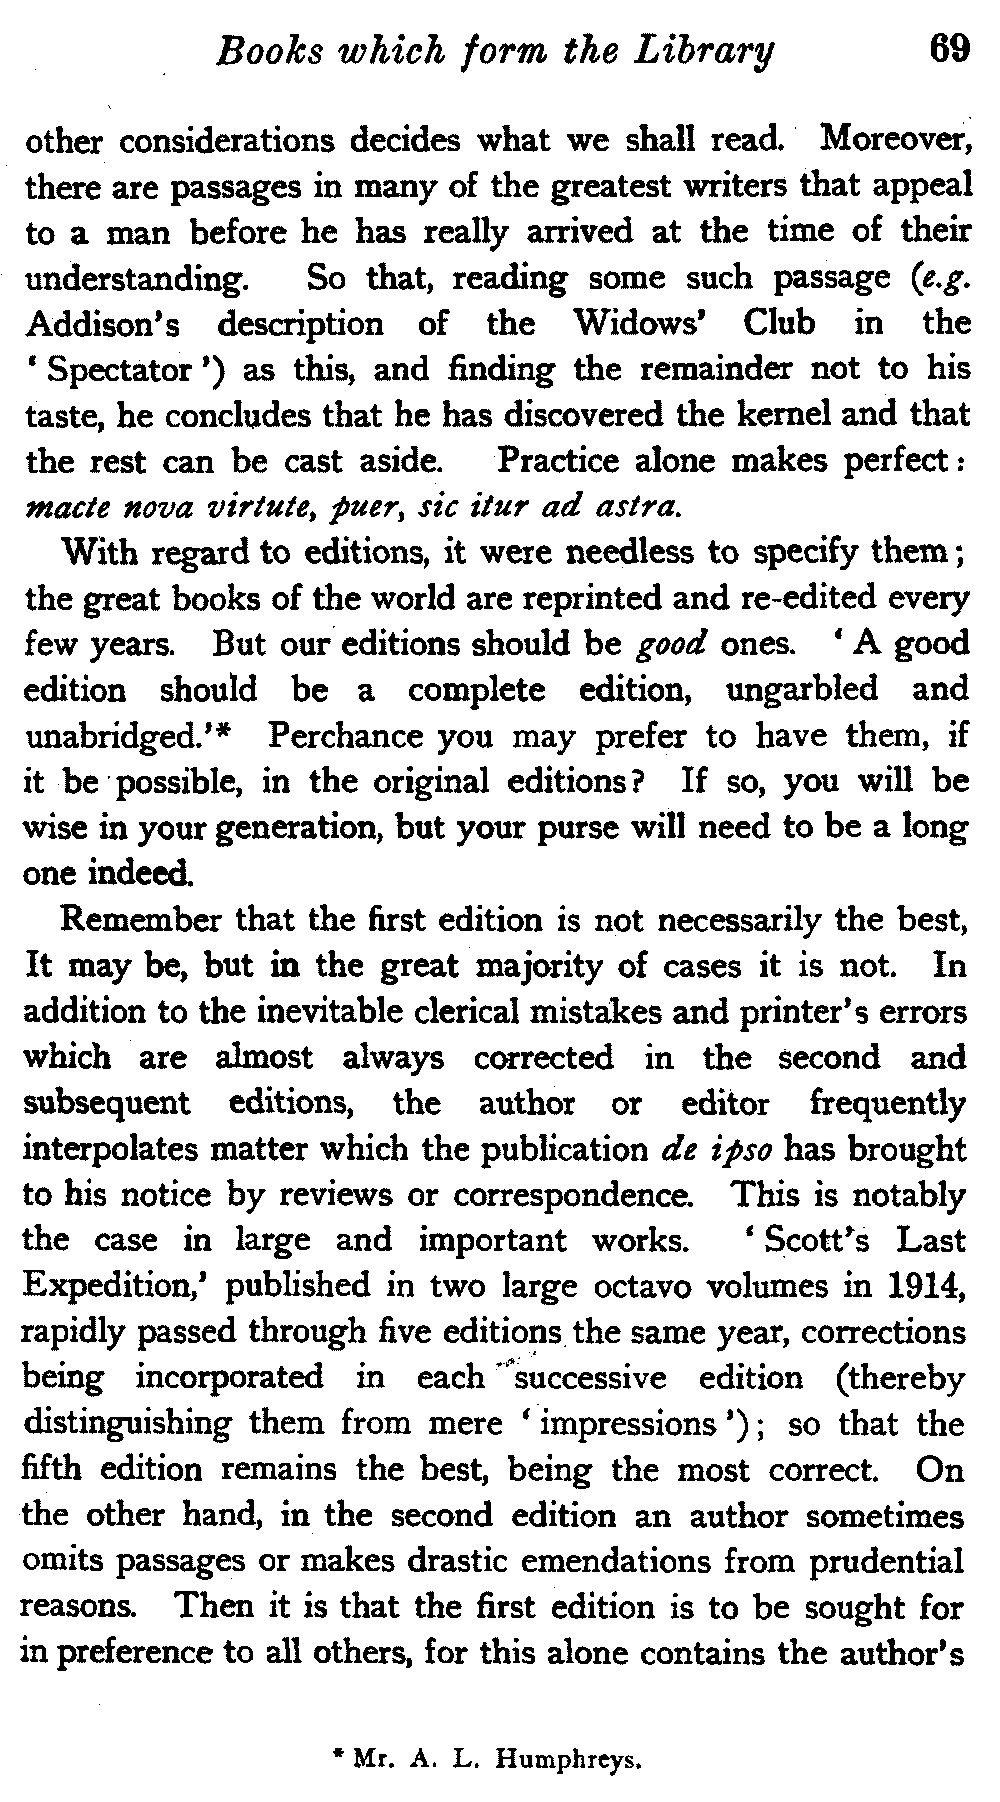 Books which form the Library 69
other considerations decides what we shall read. Moreover,
there are passages in many of the greatest writers that appeal
to a man before he has really arrived at the time of their
understanding. So that, reading some such passage (e.g.
Addison's description of the Widows' Club in the
' Spectator ') as this, and finding the remainder not to his
taste, he concludes that he has discovered the kernel and that
the rest can be cast aside. Practice alone makes perfect :
macte nova virtute, puer, sic itur ad astra.
With regard to editions, it were needless to specify them ;
the great books of the world are reprinted and re-edited every
few years. But our editions should be good ones. ' A good
edition should be a complete edition, ungarbled and
unabridged.'* Perchance you may prefer to have them, if
it be possible, in the original editions? If so, you will be
wise in your generation, but your purse will need to be a long
one indeed.
Remember that the first edition is not necessarily the best,
It may be, but in the great majority of cases it is not. In
addition to the inevitable clerical mistakes and printer's errors
which are almost always corrected in the second and
subsequent editions, the author or editor frequently
interpolates matter which the publication de ipso has brought
to his notice by reviews or correspondence. This is notably
the case in large and important works. ' Scott's Last
Expedition,' published in two large octavo volumes in 1914,
rapidly passed through five editions the same year, corrections
being incorporated in each successive edition (thereby
distinguishing them from mere ' impressions ') ; so that the
fifth edition remains the best, being the most correct. On
the other hand, in the second edition an author sometimes
omits passages or makes drastic emendations from prudential
reasons. Then it is that the first edition is to be sought for
in preference to all others, for this alone contains the author's
* Mr. A. L. Humphreys.